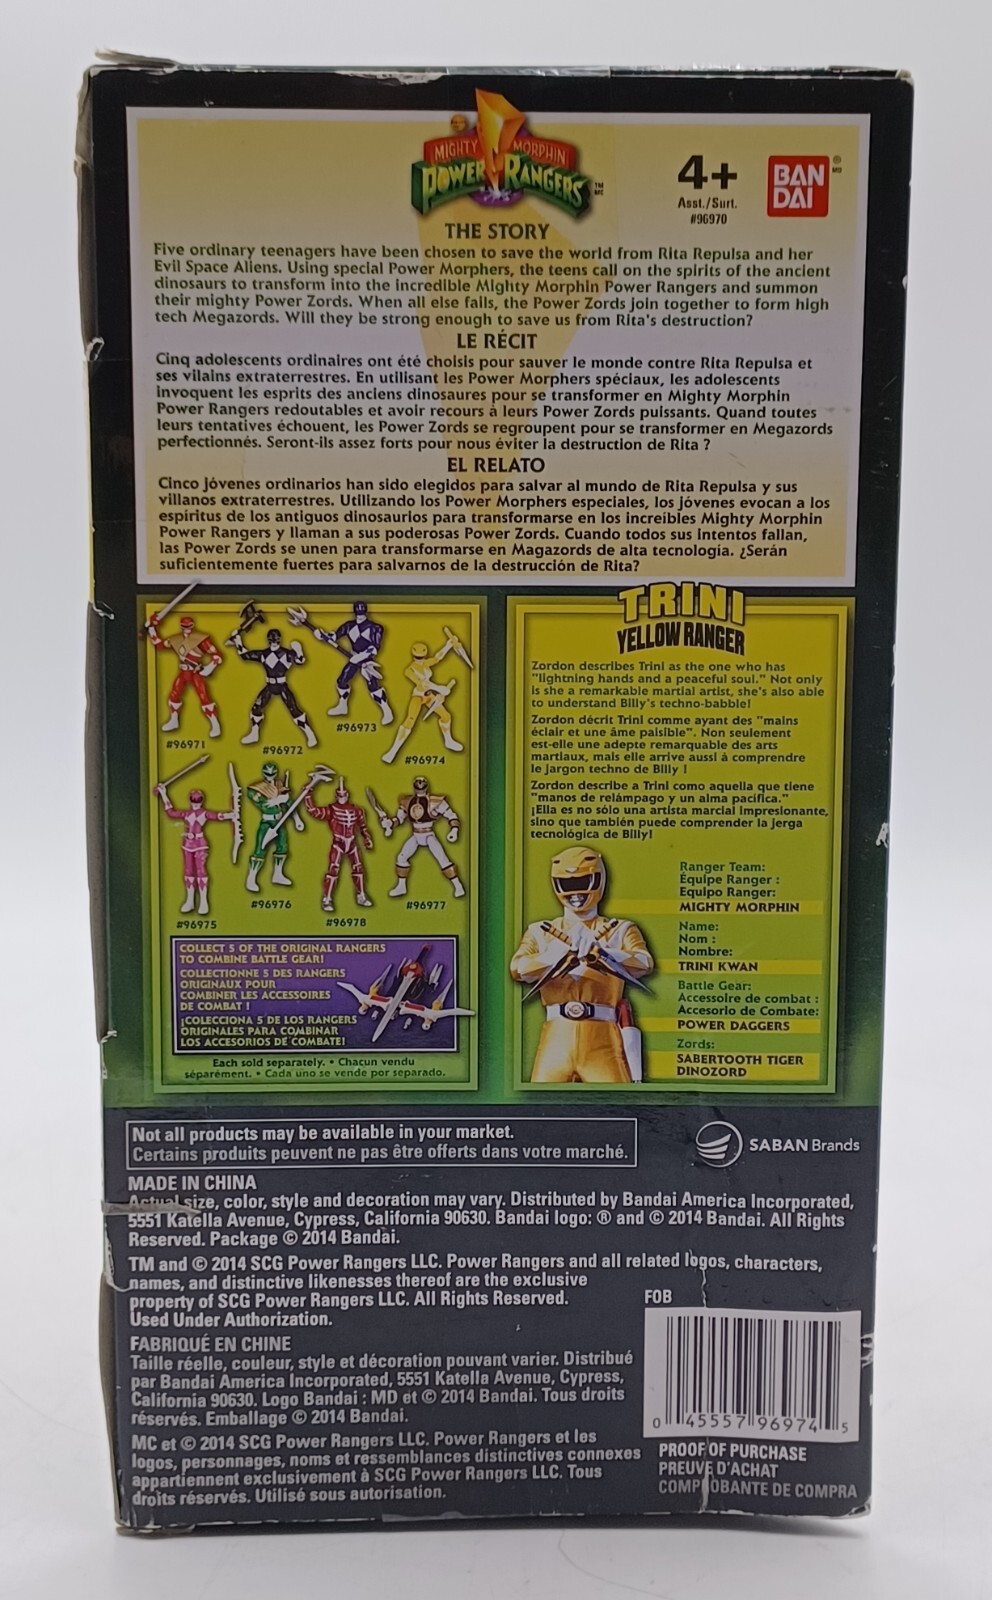 MIGHTY MORPHIN
POWER RANGERS
TM
MC
4+
Asst./Surt.
#96970
BAN
DAI
®
MD
THE STORY
Five ordinary teenagers have been chosen to save the world from Rita Repulsa and her
Evil Space Aliens. Using special Power Morphers, the teens call on the spirits of the ancient
dinosaurs to transform into the incredible Mighty Morphin Power Rangers and summon
their mighty Power Zords. When all else fails, the Power Zords join together to form high
tech Megazords. Will they be strong enough to save us from Rita's destruction?
LE RÉCIT
Cinq adolescents ordinaires ont été choisis pour sauver le monde contre Rita Repulsa et
ses vilains extraterrestres. En utilisant les Power Morphers spéciaux, les adolescents
invoquent les esprits des anciens dinosaures pour se transformer en Mighty Morphin
Power Rangers redoutables et avoir recours à leurs Power Zords puissants. Quand toutes
leurs tentatives échouent, les Power Zords se regroupent pour se transformer en Megazords
perfectionnés. Seront-ils assez forts pour nous éviter la destruction de Rita ?
EL RELATO
Cinco jóvenes ordinarios han sido elegidos para salvar al mundo de Rita Repulsa y sus
villanos extraterrestres. Utilizando los Power Morphers especiales, los jóvenes evocan a los
espíritus de los antiguos dinosaurios para transformarse en los increíbles Mighty Morphin
Power Rangers y llaman a sus poderosas Power Zords. Cuando todos sus intentos fallan,
las Power Zords se unen para transformarse en Magazords de alta tecnología. ¿Serán
suficientemente fuertes para salvarnos de la destrucción de Rita?
#96971
#96972
#96973
#96974
#96975
#96976
#96978
#96977
COLLECT 5 OF THE ORIGINAL RANGERS
TO COMBINE BATTLE GEAR!
COLLECTIONNE 5 DES RANGERS
ORIGINAUX POUR
COMBINER LES ACCESSOIRES
DE COMBAT !
¡COLECCIONA 5 DE LOS RANGERS
ORIGINALES PARA COMBINAR
LOS ACCESORIOS DE COMBATE!
Each sold separately. • Chacun vendu
séparément. • Cada uno se vende por separado.
TRINI
YELLOW RANGER
Zordon describes Trini as the one who has
"lightning hands and a peaceful soul." Not only
is she a remarkable martial artist, she's also able
to understand Billy's techno-babble!
Zordon décrit Trini comme ayant des "mains
éclair et une âme paisible". Non seulement
est-elle une adepte remarquable des arts
martiaux, mais elle arrive aussi à comprendre
le jargon techno de Billy !
Zordon describe a Trini como aquella que tiene
"manos de relámpago y un alma pacífica."
¡Ella es no sólo una artista marcial impresionante,
sino que también puede comprender la jerga
tecnológica de Billy!
Ranger Team:
Équipe Ranger :
Equipo Ranger:
MIGHTY MORPHIN
Name:
Nom :
Nombre:
TRINI KWAN
Battle Gear:
Accessoire de combat :
Accesorio de Combate:
POWER DAGGERS
Zords:
SABERTOOTH TIGER
DINOZORD
Not all products may be available in your market.
Certains produits peuvent ne pas être offerts dans votre marché.
SABAN Brands
MADE IN CHINA
Actual size, color, style and decoration may vary. Distributed by Bandai America Incorporated,
5551 Katella Avenue, Cypress, California 90630. Bandai logo: ® and © 2014 Bandai. All Rights
Reserved. Package © 2014 Bandai.
TM and © 2014 SCG Power Rangers LLC. Power Rangers and all related logos, characters,
names, and distinctive likenesses thereof are the exclusive
property of SCG Power Rangers LLC. All Rights Reserved.
Used Under Authorization.
FABRIQUÉ EN CHINE
Taille réelle, couleur, style et décoration pouvant varier. Distribué
par Bandai America Incorporated, 5551 Katella Avenue, Cypress,
California 90630. Logo Bandai : MD et © 2014 Bandai. Tous droits
réservés. Emballage © 2014 Bandai.
MC et © 2014 SCG Power Rangers LLC. Power Rangers et les
logos, personnages, noms et ressemblances distinctives connexes
appartiennent exclusivement à SCG Power Rangers LLC. Tous
droits réservés. Utilisé sous autorisation.
FOB
0 45557 96974 5
PROOF OF PURCHASE
PREUVE D'ACHAT
COMPROBANTE DE COMPRA